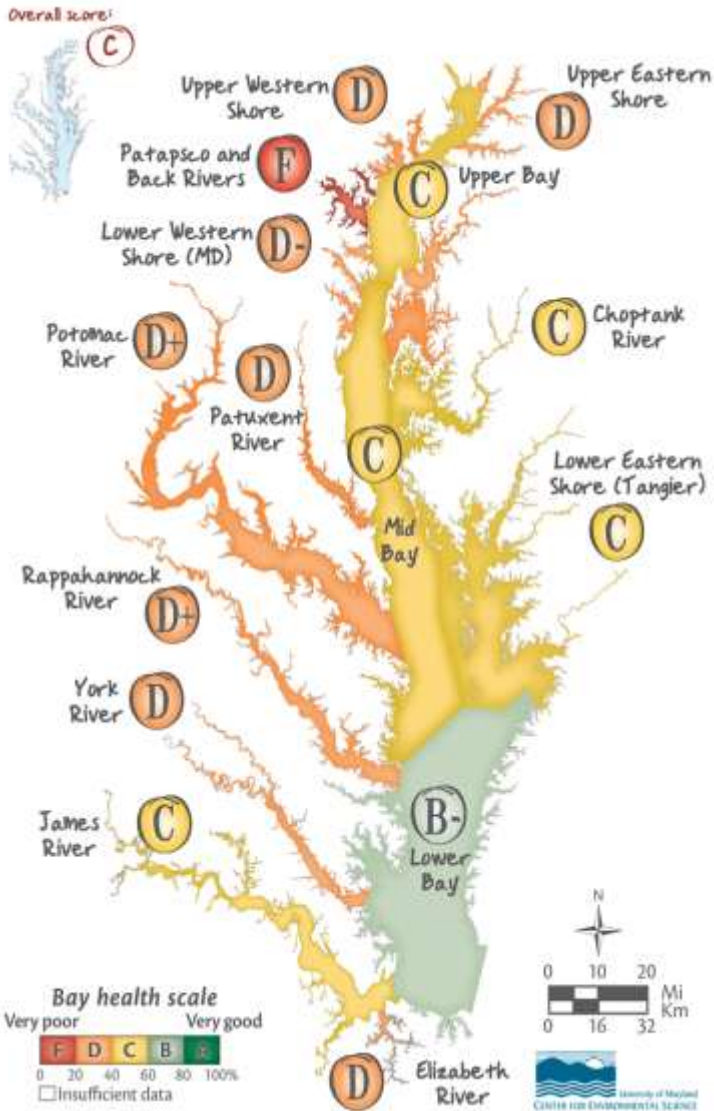 Overall score:
C
Upper Western
Shore
D
Upper Eastern
Shore
D
Patapsco and
Back Rivers
F
C
Upper Bay
Lower Western
Shore (MD)
D-
Potomac
River
D+
D
Patuxent
River
C
Choptank
River
C
Mid
Bay
Lower Eastern
Shore (Tangier)
C
Rappahannock
River
D+
York
River
D
James
River
C
B-
Lower
Bay
N
0 10 20
Mi
Km
0 16 32
Bay health scale
Very poor Very good
F D C B A
0 20 40 60 80 100%
Insufficient data
D
Elizabeth
River
University of Maryland
CENTER FOR ENVIRONMENTAL SCIENCE